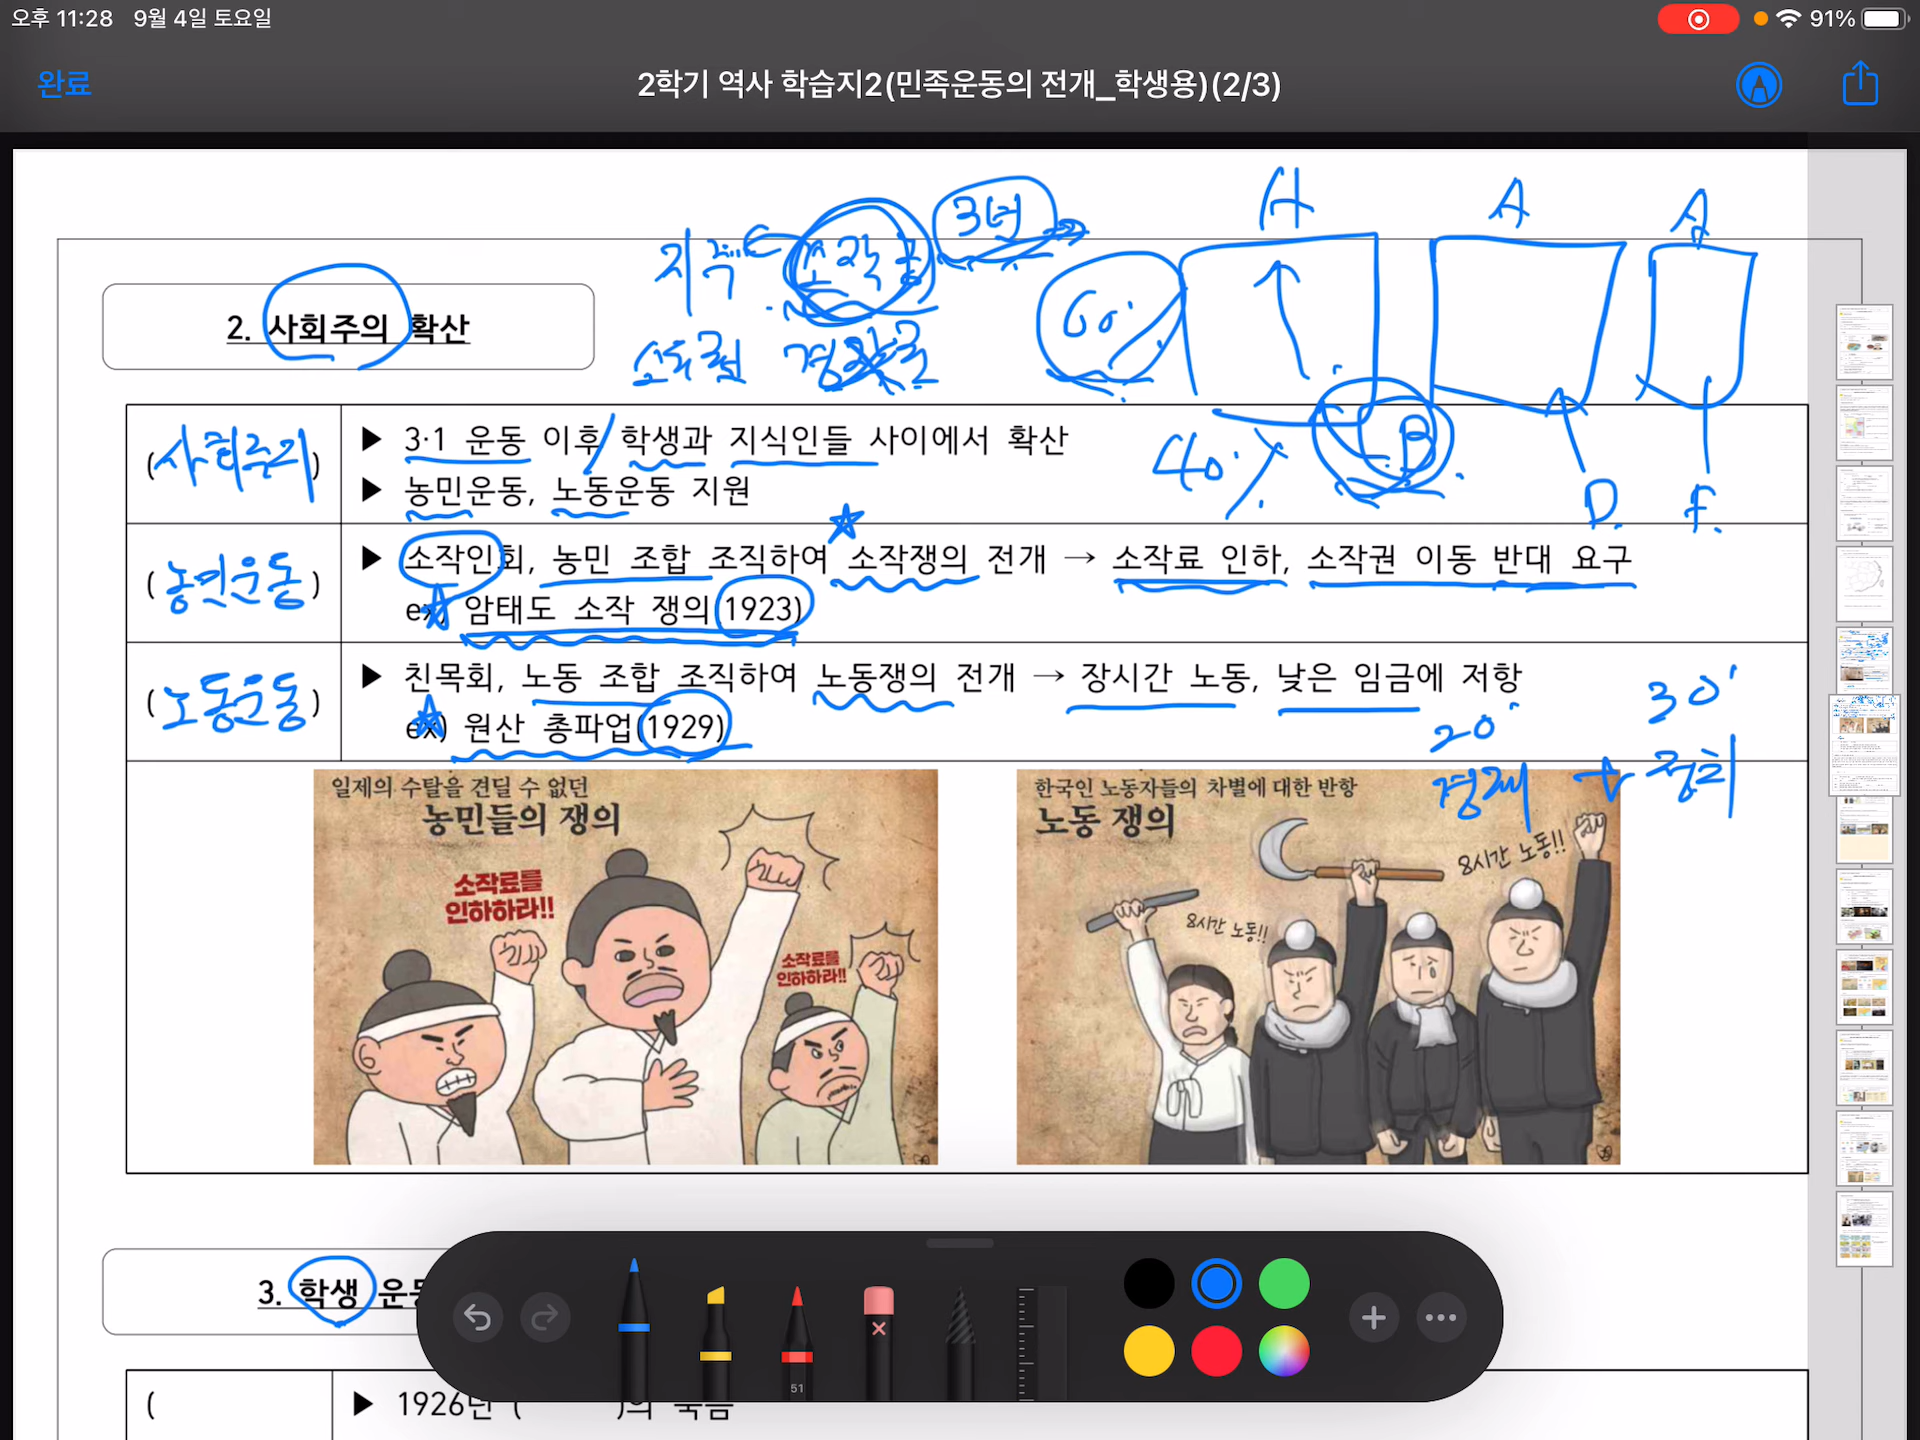 오후 11:28 9월 4일 토요일
91%
완료
2학기 역사 학습지2(민족운동의 전개_학생용)(2/3)
H A A
지주 소작농 3년
60%
2. 사회주의 확산
소유권 경작권
(사회주의)
▶ 3·1 운동 이후 학생과 지식인들 사이에서 확산
▶ 농민운동, 노동운동 지원
40% B D. F.
(농민운동)
▶ 소작인회, 농민 조합 조직하여 소작쟁의 전개 → 소작료 인하, 소작권 이동 반대 요구
ex) 암태도 소작 쟁의(1923)
(노동운동)
▶ 친목회, 노동 조합 조직하여 노동쟁의 전개 → 장시간 노동, 낮은 임금에 저항
ex) 원산 총파업(1929)
20' 30'
경제 + 정치
일제의 수탈을 견딜 수 없던
농민들의 쟁의
소작료를
인하하라!!
소작료를
인하하라!!
한국인 노동자들의 차별에 대한 반항
노동 쟁의
8시간 노동!!
8시간 노동!!
3. 학생 운동
51
(
▶ 1926년 ( )의 죽음